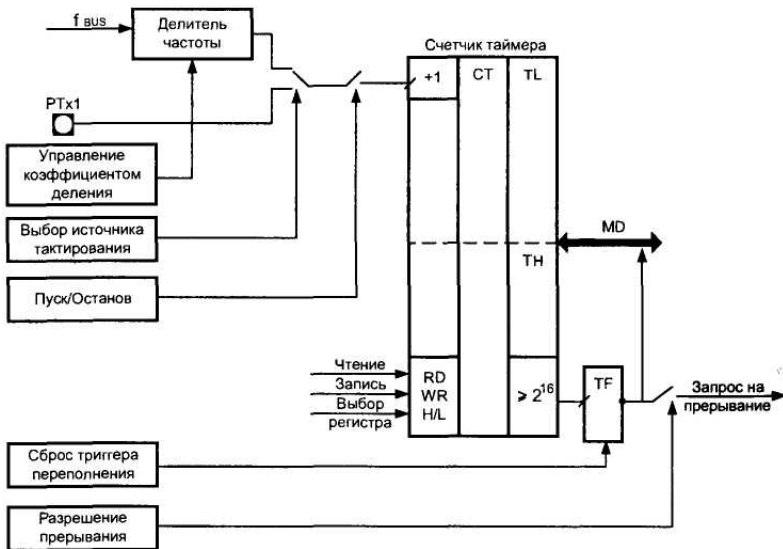 f BUS
Делитель
частоты
Счетчик таймера
+1
CT
TL
PTx1
Управление
коэффициентом
деления
Выбор источника
тактирования
MD
TH
Пуск/Останов
Чтение
Запись
Выбор
регистра
RD
WR
H/L
⩾ 2¹⁶
TF
Запрос на
прерывание
Сброс триггера
переполнения
Разрешение
прерывания